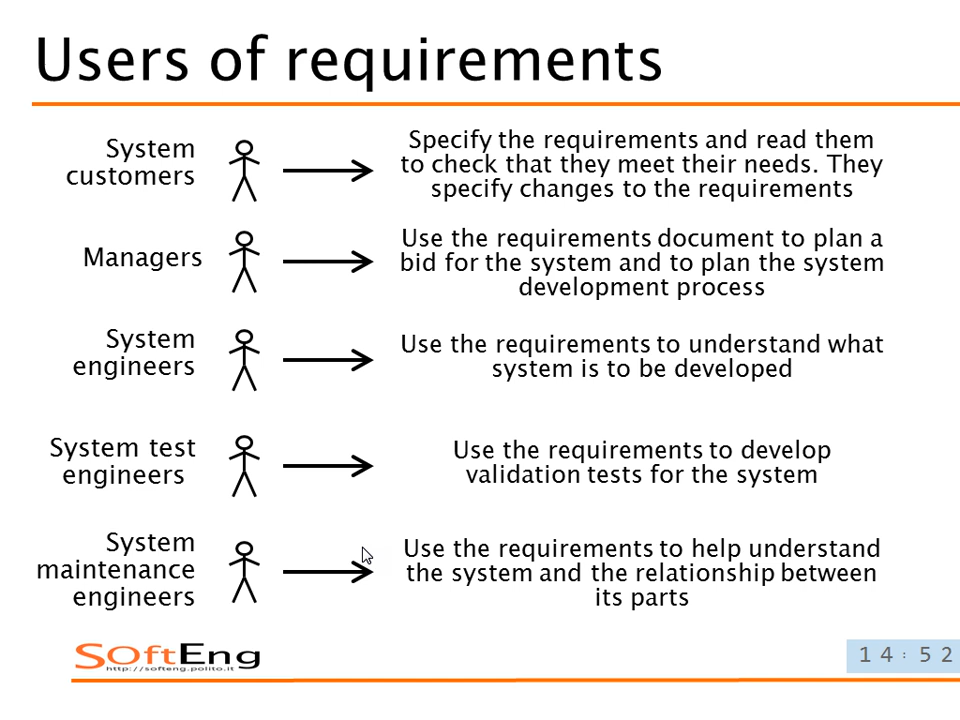 Users of requirements
System
customers
Specify the requirements and read them
to check that they meet their needs. They
specify changes to the requirements
Managers
Use the requirements document to plan a
bid for the system and to plan the system
development process
System
engineers
Use the requirements to understand what
system is to be developed
System test
engineers
Use the requirements to develop
validation tests for the system
System
maintenance
engineers
Use the requirements to help understand
the system and the relationship between
its parts
SOftEng
http://softeng.polito.it
14:52